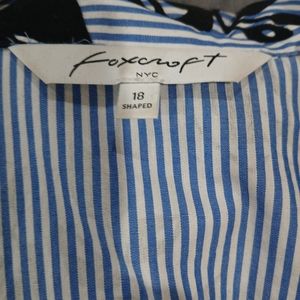 Foxcroft
NYC
18
SHAPED